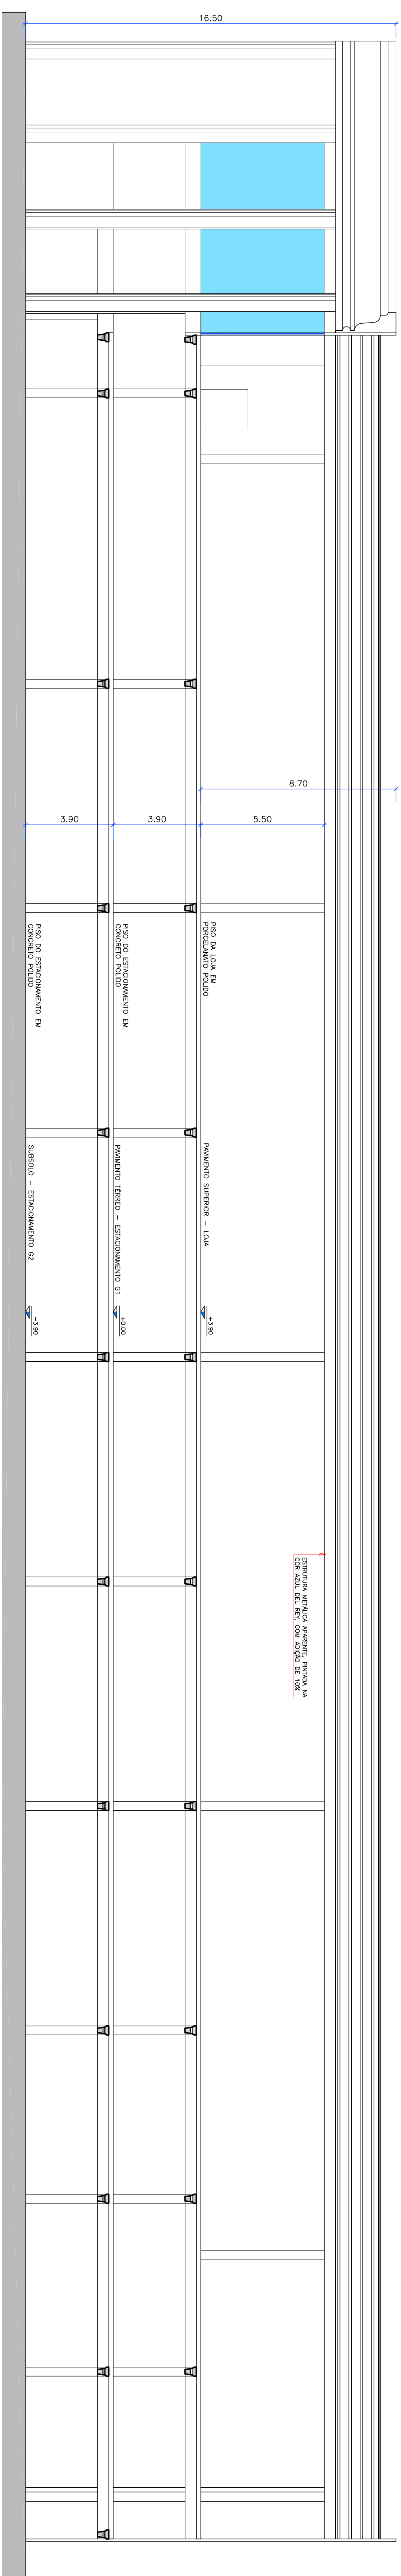 16.50
8.70
5.50
3.90
3.90
ESTRUTURA METÁLICA APARENTE, PINTADA NA
COR AZUL DEL REY, COM ADIÇÃO DE 10%
PISO DA LOJA EM
PORCELANATO POLIDO
PAVIMENTO SUPERIOR - LOJA
+3.90
PISO DO ESTACIONAMENTO EM
CONCRETO POLIDO
PAVIMENTO TÉRREO - ESTACIONAMENTO G1
+0.00
PISO DO ESTACIONAMENTO EM
CONCRETO POLIDO
SUBSOLO - ESTACIONAMENTO G2
-3.90